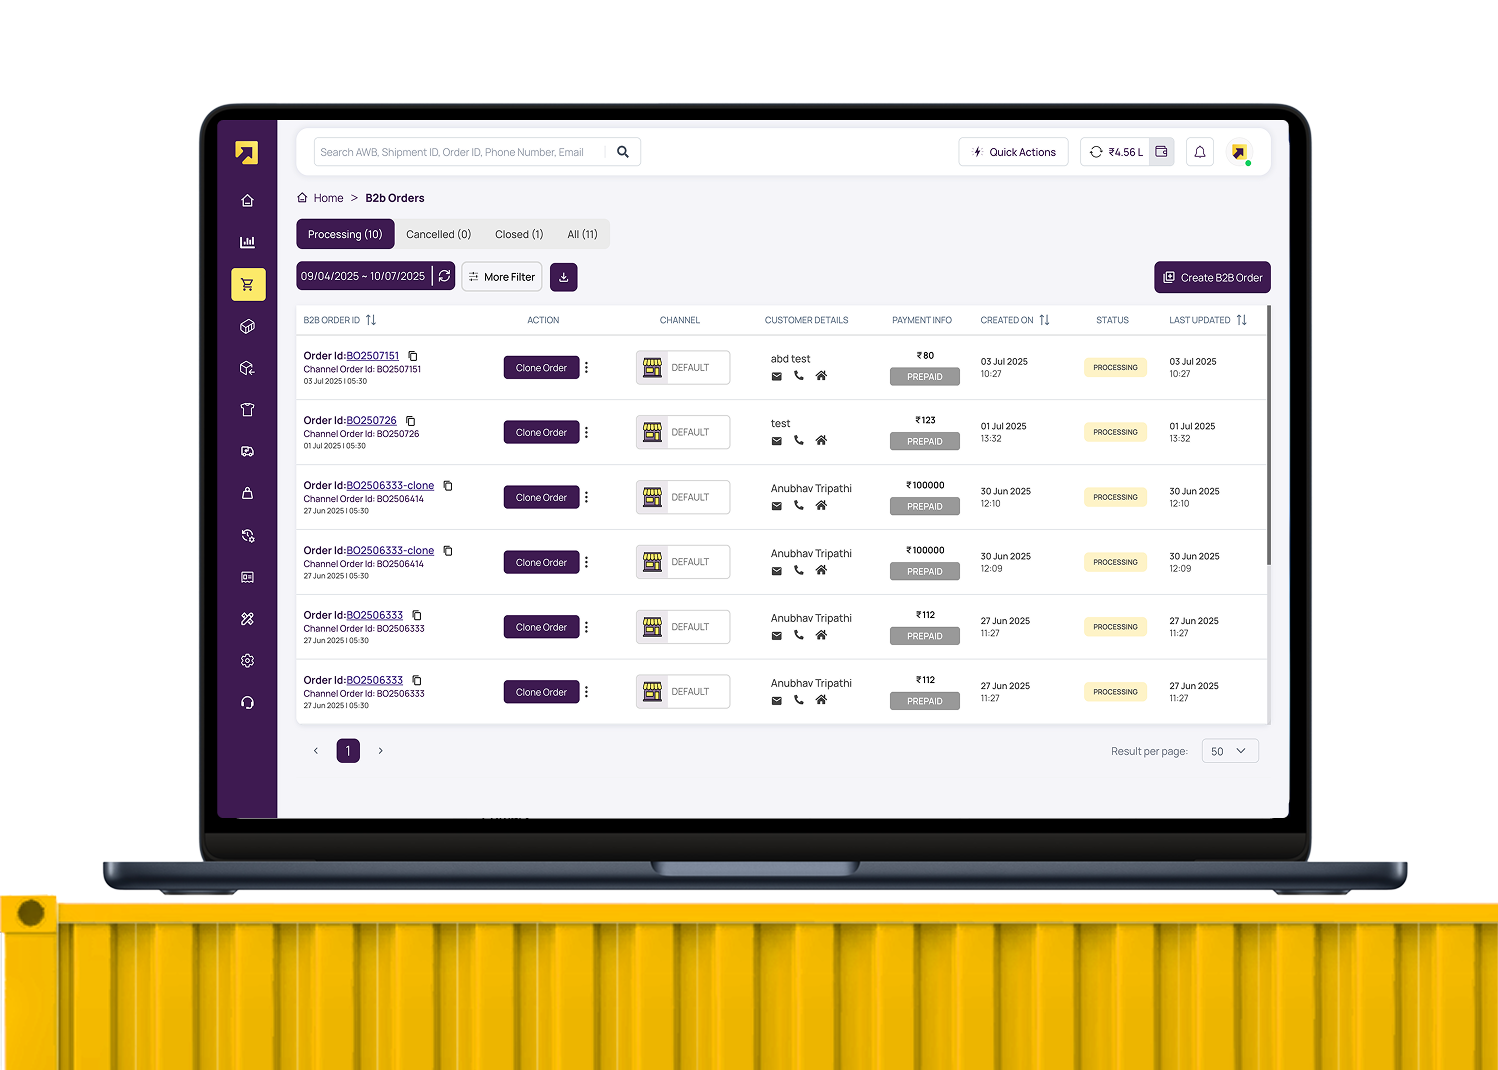 Search AWB, Shipment ID, Order ID, Phone Number, Email
Quick Actions
₹4.56 L
Home > B2b Orders
Processing (10) Cancelled (0) Closed (1) All (11)
09/04/2025 ~ 10/07/2025 More Filter Create B2B Order
B2B ORDER ID ACTION CHANNEL CUSTOMER DETAILS PAYMENT INFO CREATED ON STATUS LAST UPDATED
Order Id:BO2507151
Channel Order Id: BO2507151
03 Jul 2025 | 05:30
Clone Order
DEFAULT
abd test
₹80
PREPAID
03 Jul 2025
10:27
PROCESSING
03 Jul 2025
10:27
Order Id:BO250726
Channel Order Id: BO250726
01 Jul 2025 | 05:30
Clone Order
DEFAULT
test
₹123
PREPAID
01 Jul 2025
13:32
PROCESSING
01 Jul 2025
13:32
Order Id:BO2506333-clone
Channel Order Id: BO2506414
27 Jun 2025 | 05:30
Clone Order
DEFAULT
Anubhav Tripathi
₹100000
PREPAID
30 Jun 2025
12:10
PROCESSING
30 Jun 2025
12:10
Order Id:BO2506333-clone
Channel Order Id: BO2506414
27 Jun 2025 | 05:30
Clone Order
DEFAULT
Anubhav Tripathi
₹100000
PREPAID
30 Jun 2025
12:09
PROCESSING
30 Jun 2025
12:09
Order Id:BO2506333
Channel Order Id: BO2506333
27 Jun 2025 | 05:30
Clone Order
DEFAULT
Anubhav Tripathi
₹112
PREPAID
27 Jun 2025
11:27
PROCESSING
27 Jun 2025
11:27
Order Id:BO2506333
Channel Order Id: BO2506333
27 Jun 2025 | 05:30
Clone Order
DEFAULT
Anubhav Tripathi
₹112
PREPAID
27 Jun 2025
11:27
PROCESSING
27 Jun 2025
11:27
< 1 >
Result per page: 50